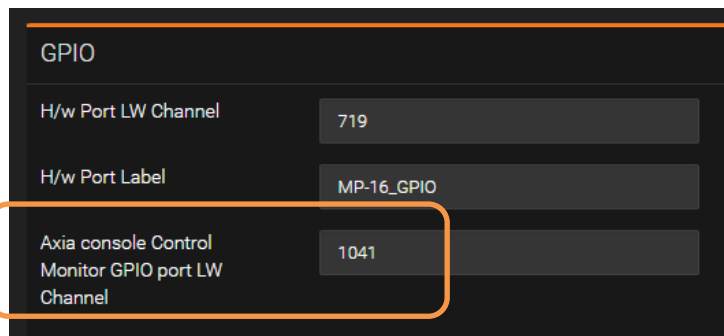 GPIO
H/w Port LW Channel
719
H/w Port Label
MP-16_GPIO
Axia console Control
Monitor GPIO port LW
Channel
1041